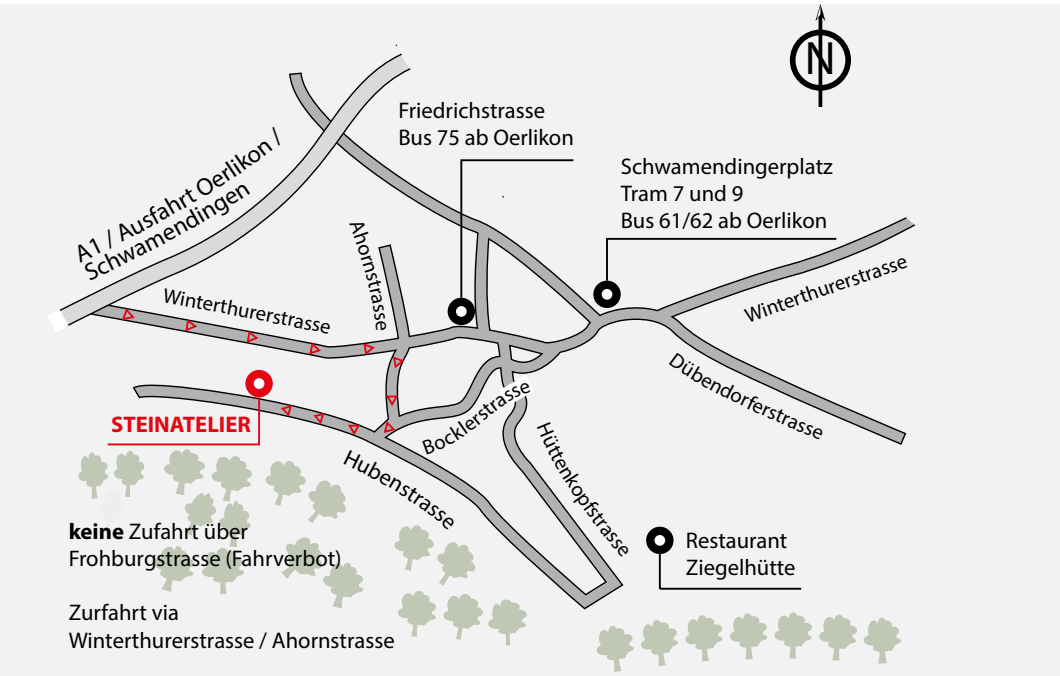 N
Friedrichstrasse
Bus 75 ab Oerlikon
Schwamendingerplatz
Tram 7 und 9
Bus 61/62 ab Oerlikon
A1 / Ausfahrt Oerlikon /
Schwamendingen
Ahornstrasse
Winterthurerstrasse
Winterthurerstrasse
Dübendorferstrasse
STEINATELIER
Bocklerstrasse
Hüttenkopfstrasse
Hubenstrasse
keine Zufahrt über
Frohburgstrasse (Fahrverbot)
Restaurant
Ziegelhütte
Zurfahrt via
Winterthurerstrasse / Ahornstrasse